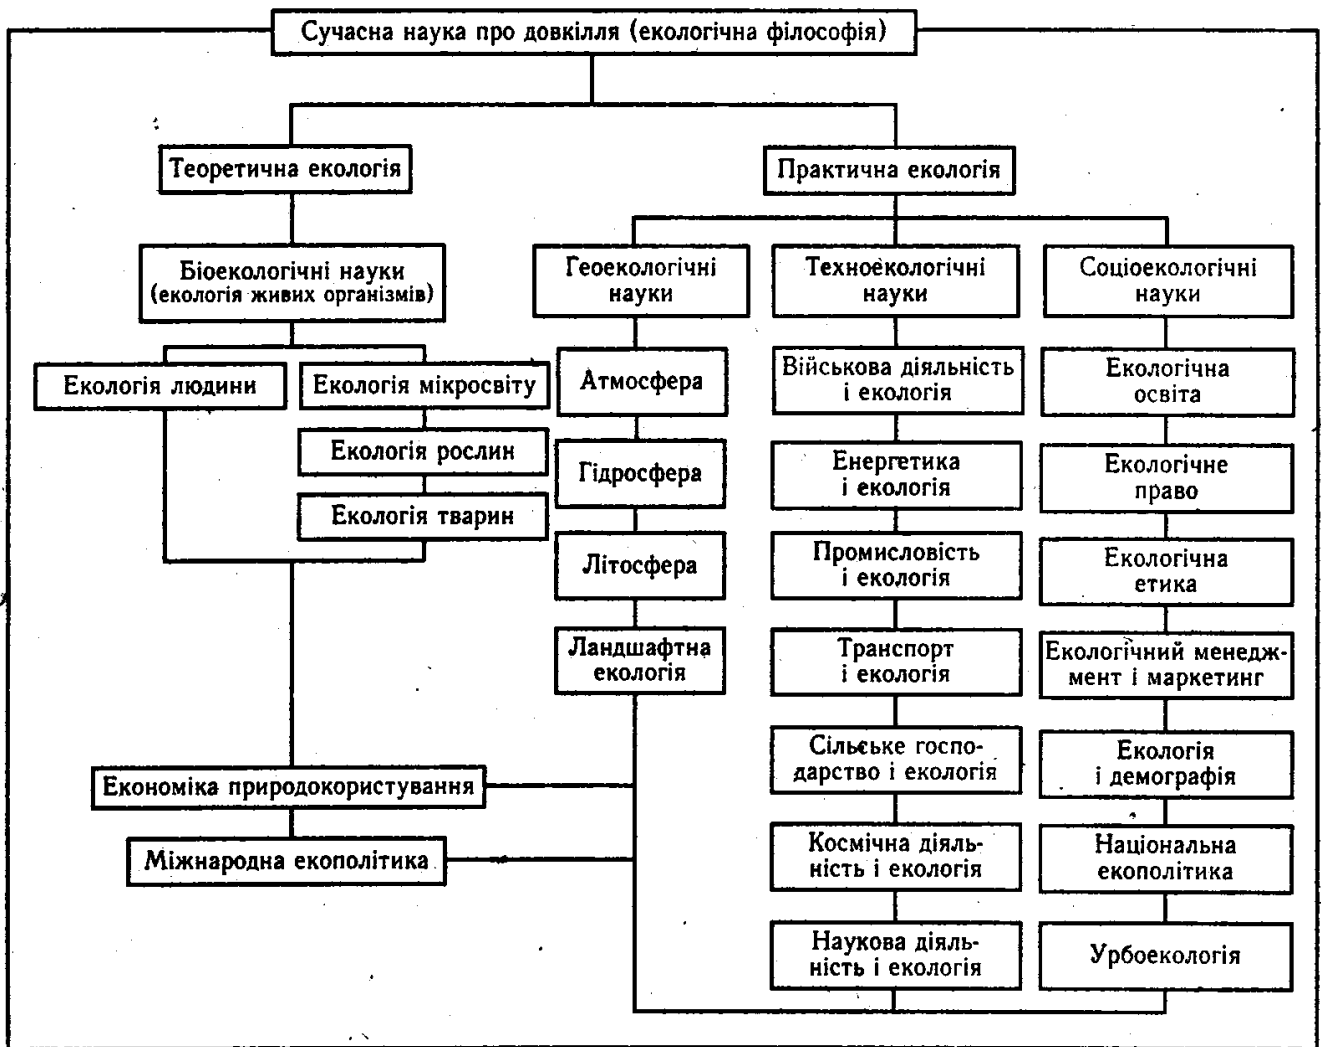 Сучасна наука про довкілля (екологічна філософія)
Теоретична екологія
Практична екологія
Біоекологічні науки
(екологія живих організмів)
Геоекологічні
науки
Техноекологічні
науки
Соціоекологічні
науки
Екологія людини
Екологія мікросвіту
Екологія рослин
Екологія тварин
Атмосфера
Гідросфера
Літосфера
Ландшафтна
екологія
Військова діяльність
і екологія
Енергетика
і екологія
Промисловість
і екологія
Транспорт
і екологія
Сільське госпо-
дарство і екологія
Космічна діяль-
ність і екологія
Наукова діяль-
ність і екологія
Екологічна
освіта
Екологічне
право
Екологічна
етика
Екологічний менедж-
мент і маркетинг
Екологія
і демографія
Національна
екополітика
Урбоекологія
Економіка природокористування
Міжнародна екополітика